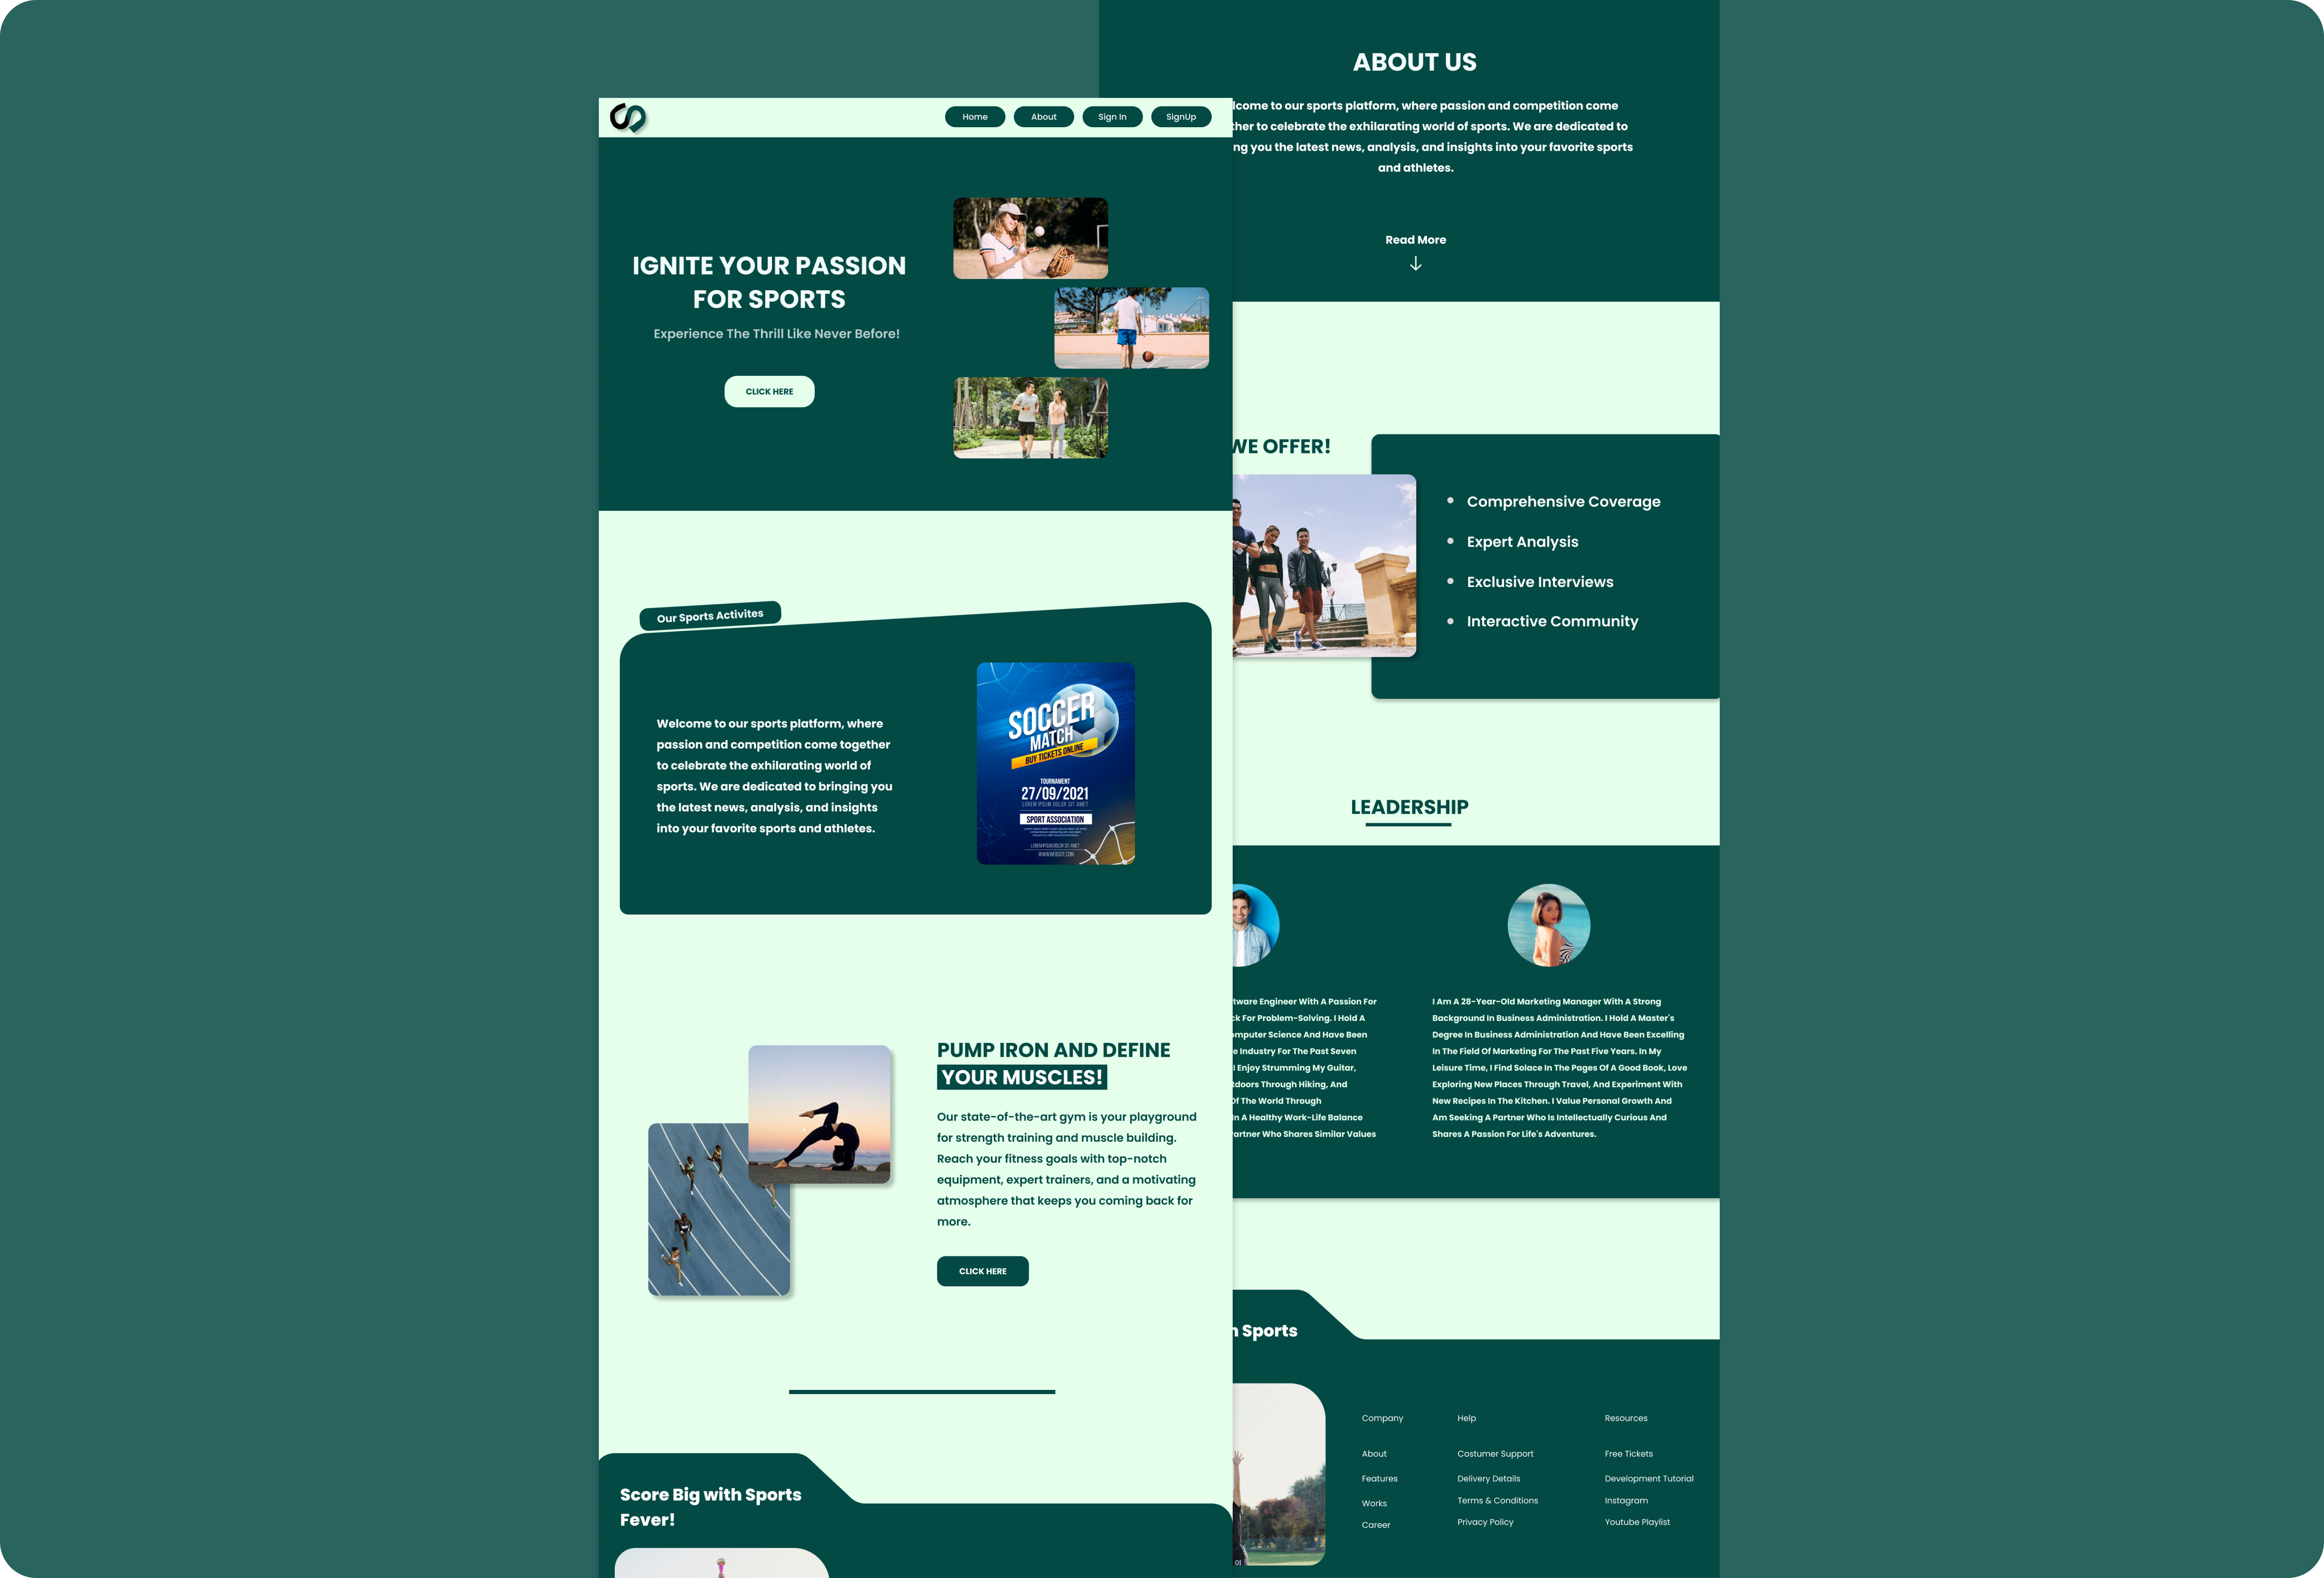 Home
About
Sign In
SignUp
IGNITE YOUR PASSION
FOR SPORTS
Experience The Thrill Like Never Before!
CLICK HERE
Our Sports Activites
Welcome to our sports platform, where
passion and competition come together
to celebrate the exhilarating world of
sports. We are dedicated to bringing you
the latest news, analysis, and insights
into your favorite sports and athletes.
SOCCER
MATCH
BUY TICKETS ONLINE
TOURNAMENT
27/09/2021
LOREM IPSUM DOLOR SIT AMET
SPORT ASSOCIATION
LOREM IPSUM DOLOR SIT AMET
WWW.WEBSITE.COM
PUMP IRON AND DEFINE
YOUR MUSCLES!
Our state-of-the-art gym is your playground
for strength training and muscle building.
Reach your fitness goals with top-notch
equipment, expert trainers, and a motivating
atmosphere that keeps you coming back for
more.
CLICK HERE
Score Big with Sports
Fever!
ABOUT US
lcome to our sports platform, where passion and competition come
ther to celebrate the exhilarating world of sports. We are dedicated to
ng you the latest news, analysis, and insights into your favorite sports
and athletes.
Read More
WE OFFER!
Comprehensive Coverage
Expert Analysis
Exclusive Interviews
Interactive Community
LEADERSHIP
tware Engineer With A Passion For
ck For Problem-Solving. I Hold A
omputer Science And Have Been
e Industry For The Past Seven
I Enjoy Strumming My Guitar,
tdoors Through Hiking, And
Of The World Through
In A Healthy Work-Life Balance
artner Who Shares Similar Values
I Am A 28-Year-Old Marketing Manager With A Strong
Background In Business Administration. I Hold A Master's
Degree In Business Administration And Have Been Excelling
In The Field Of Marketing For The Past Five Years. In My
Leisure Time, I Find Solace In The Pages Of A Good Book, Love
Exploring New Places Through Travel, And Experiment With
New Recipes In The Kitchen. I Value Personal Growth And
Am Seeking A Partner Who Is Intellectually Curious And
Shares A Passion For Life's Adventures.
h Sports
Company
About
Features
Works
Career
Help
Costumer Support
Delivery Details
Terms & Conditions
Privacy Policy
Resources
Free Tickets
Development Tutorial
Instagram
Youtube Playlist
01